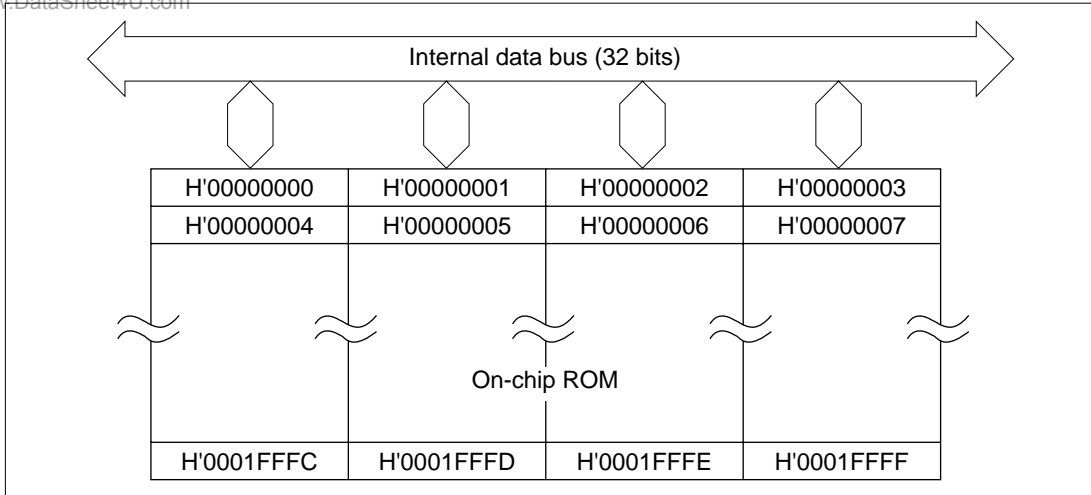 w.DataSheet4U.com
Internal data bus (32 bits)
H'00000000 H'00000001 H'00000002 H'00000003
H'00000004 H'00000005 H'00000006 H'00000007
On-chip ROM
H'0001FFFC H'0001FFFD H'0001FFFE H'0001FFFF